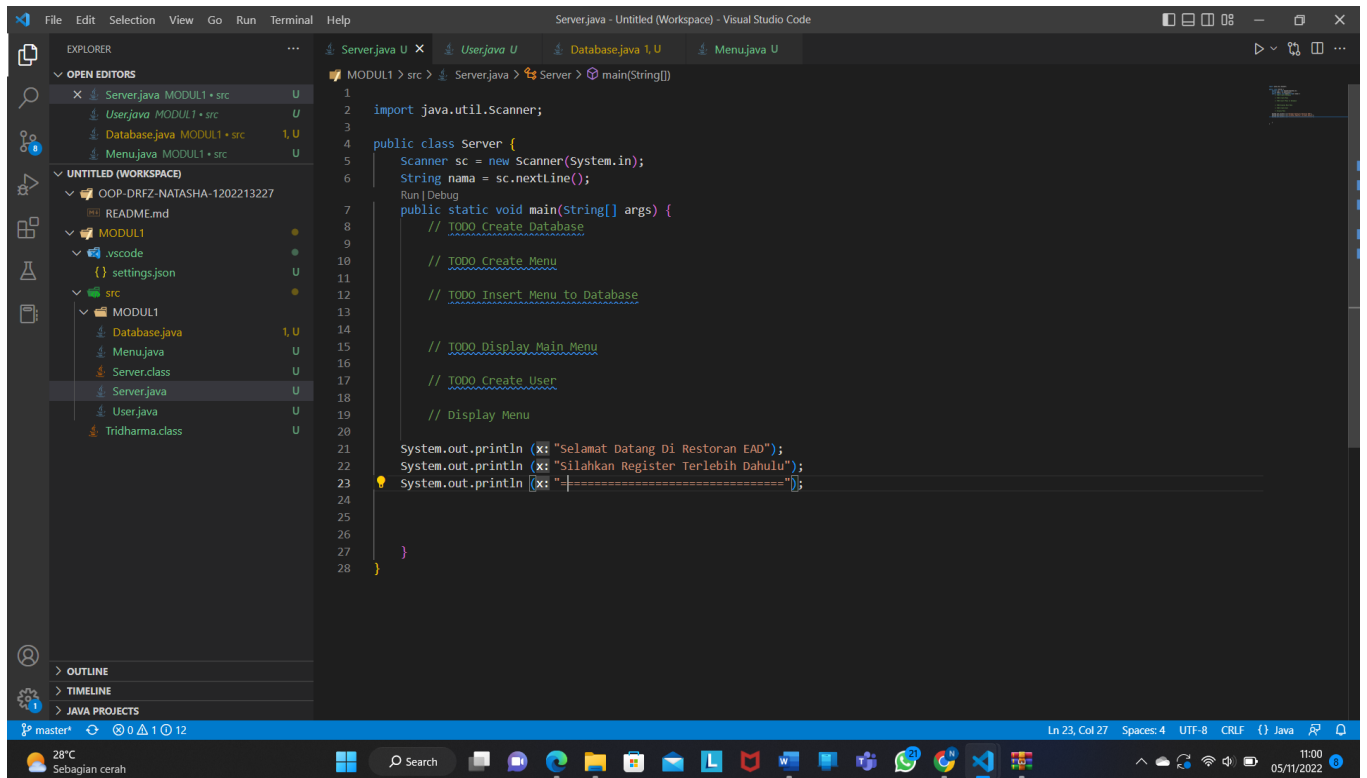 File Edit Selection View Go Run Terminal Help
Server.java - Untitled (Workspace) - Visual Studio Code
EXPLORER
Server.java U
User.java U
Database.java 1, U
Menu.java U
OPEN EDITORS
Server.java MODUL1 • src U
User.java MODUL1 • src U
Database.java MODUL1 • src 1, U
Menu.java MODUL1 • src U
UNTITLED (WORKSPACE)
OOP-DRFZ-NATASHA-1202213227
README.md
MODUL1
.vscode
{} settings.json U
src
MODUL1
Database.java 1, U
Menu.java U
Server.class U
Server.java U
User.java U
Tridharma.class U
OUTLINE
TIMELINE
JAVA PROJECTS
8
1
MODUL1 > src > Server.java > Server > main(String[])
1
2 import java.util.Scanner;
3
4 public class Server {
5 Scanner sc = new Scanner(System.in);
6 String nama = sc.nextLine();
Run | Debug
7 public static void main(String[] args) {
8 // TODO Create Database
9
10 // TODO Create Menu
11
12 // TODO Insert Menu to Database
13
14
15 // TODO Display Main Menu
16
17 // TODO Create User
18
19 // Display Menu
20
21 System.out.println (x: "Selamat Datang Di Restoran EAD");
22 System.out.println (x: "Silahkan Register Terlebih Dahulu");
23 System.out.println (x: "=================================");
24
25
26
27 }
28 }
master* 0 1 12
Ln 23, Col 27 Spaces: 4 UTF-8 CRLF {} Java
28°C
Sebagian cerah
Search
21
N
11:00
05/11/2022
8